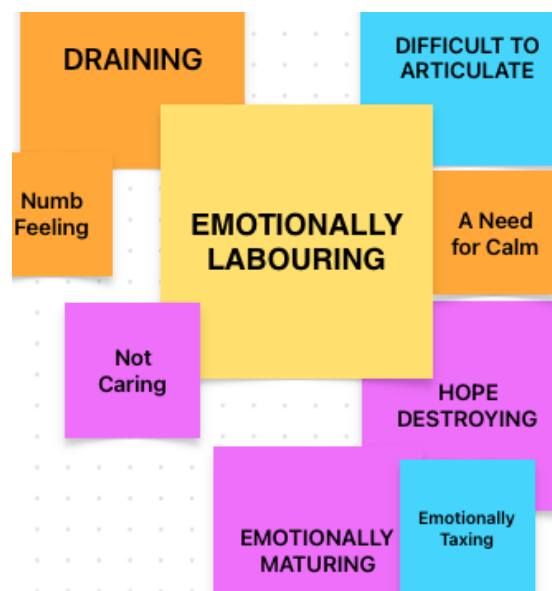 DRAINING
DIFFICULT TO
ARTICULATE
Numb
Feeling
EMOTIONALLY
LABOURING
A Need
for Calm
Not
Caring
HOPE
DESTROYING
EMOTIONALLY
MATURING
Emotionally
Taxing